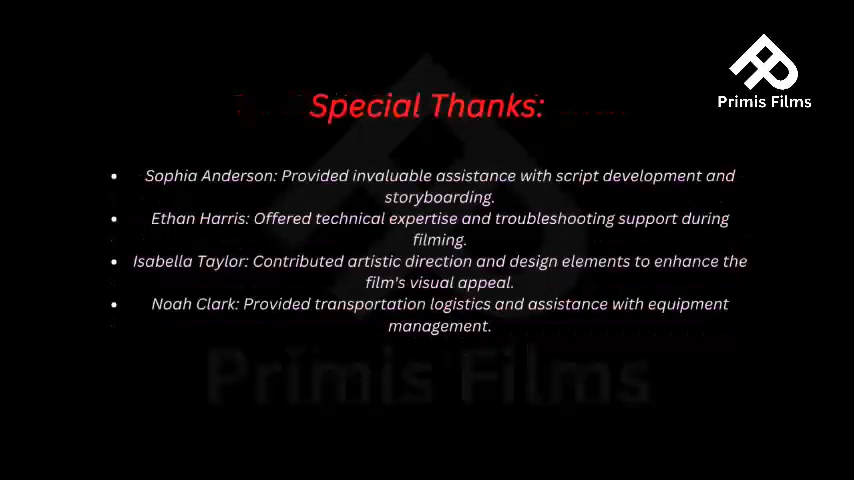 Primis Films
Special Thanks:
• Sophia Anderson: Provided invaluable assistance with script development and
storyboarding.
• Ethan Harris: Offered technical expertise and troubleshooting support during
filming.
• Isabella Taylor: Contributed artistic direction and design elements to enhance the
film's visual appeal.
• Noah Clark: Provided transportation logistics and assistance with equipment
management.
Primis Films